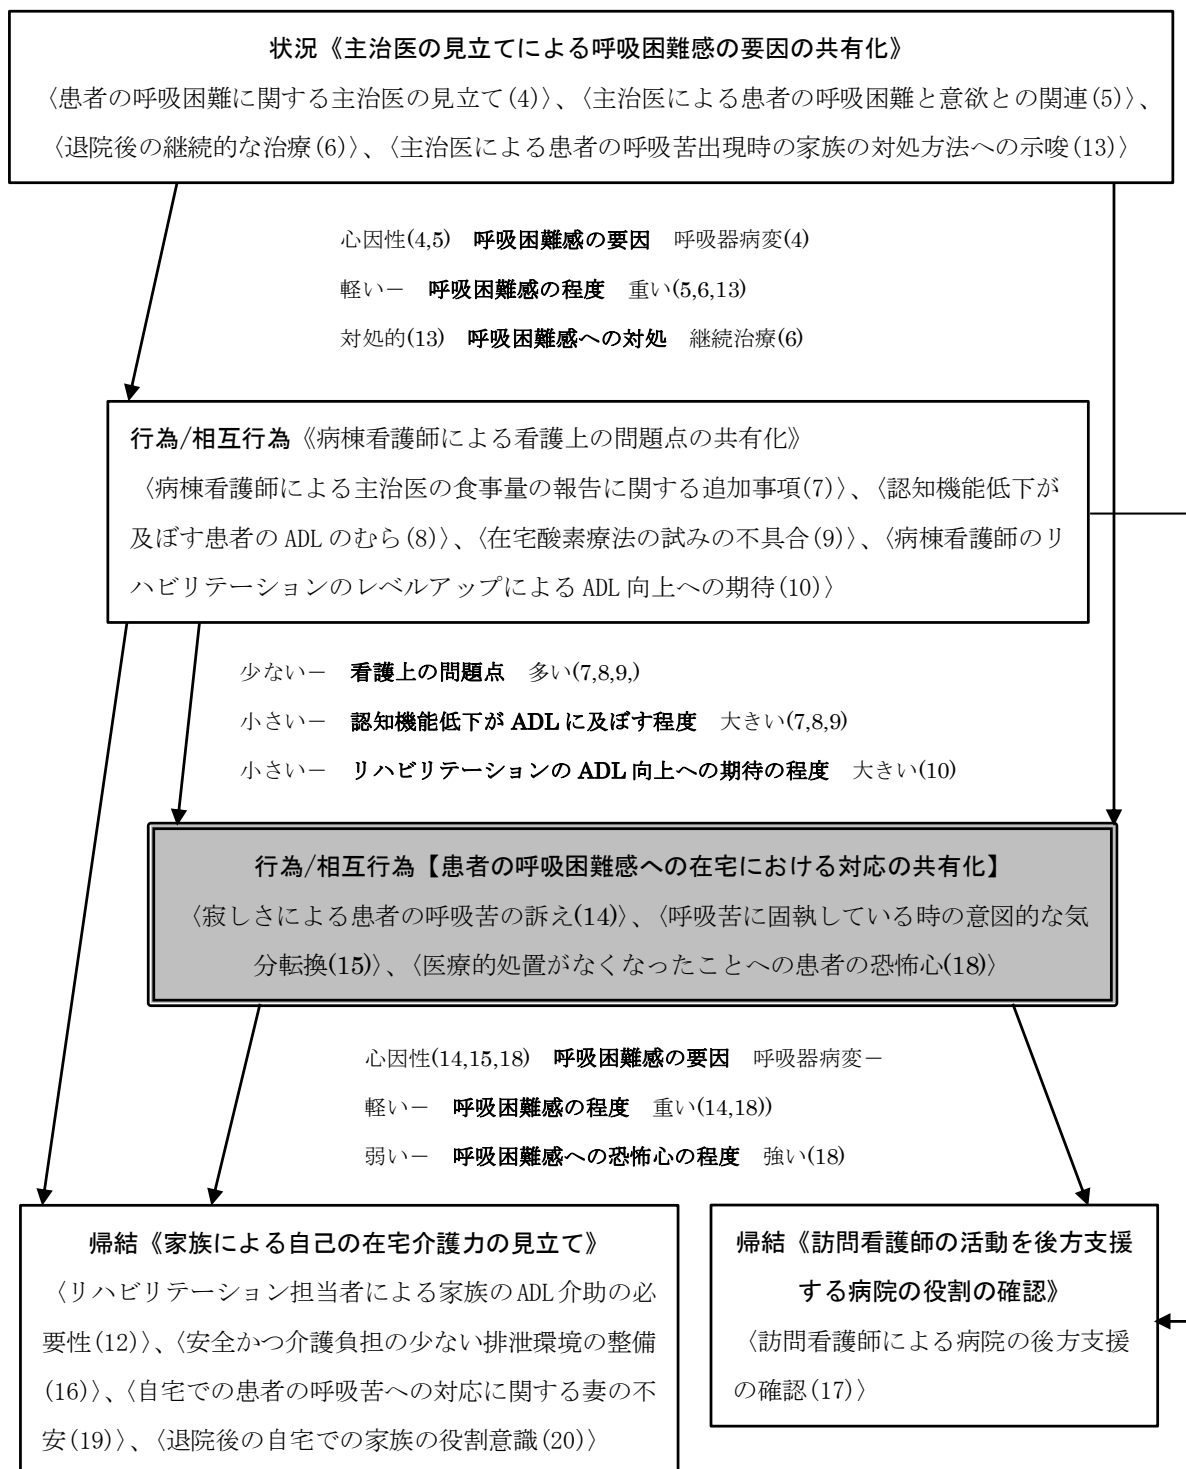 状況《主治医の見立てによる呼吸困難感の要因の共有化》
〈患者の呼吸困難に関する主治医の見立て(4)〉、〈主治医による患者の呼吸困難と意欲との関連(5)〉、
〈退院後の継続的な治療(6)〉、〈主治医による患者の呼吸苦出現時の家族の対処方法への示唆(13)〉
心因性(4,5)　呼吸困難感の要因　呼吸器病変(4)
軽い－　呼吸困難感の程度　重い(5,6,13)
対処的(13)　呼吸困難感への対処　継続治療(6)
行為/相互行為《病棟看護師による看護上の問題点の共有化》
〈病棟看護師による主治医の食事量の報告に関する追加事項(7)〉、〈認知機能低下が
及ぼす患者の ADL のむら(8)〉、〈在宅酸素療法の試みの不具合(9)〉、〈病棟看護師のリ
ハビリテーションのレベルアップによる ADL 向上への期待(10)〉
少ない－　看護上の問題点　多い(7,8,9,)
小さい－　認知機能低下が ADL に及ぼす程度　大きい(7,8,9)
小さい－　リハビリテーションの ADL 向上への期待の程度　大きい(10)
行為/相互行為【患者の呼吸困難感への在宅における対応の共有化】
〈寂しさによる患者の呼吸苦の訴え(14)〉、〈呼吸苦に固執している時の意図的な気
分転換(15)〉、〈医療的処置がなくなったことへの患者の恐怖心(18)〉
心因性(14,15,18)　呼吸困難感の要因　呼吸器病変－
軽い－　呼吸困難感の程度　重い(14,18))
弱い－　呼吸困難感への恐怖心の程度　強い(18)
帰結《家族による自己の在宅介護力の見立て》
〈リハビリテーション担当者による家族の ADL 介助の必
要性(12)〉、〈安全かつ介護負担の少ない排泄環境の整備
(16)〉、〈自宅での患者の呼吸苦への対応に関する妻の不
安(19)〉、〈退院後の自宅での家族の役割意識(20)〉
帰結《訪問看護師の活動を後方支援
する病院の役割の確認》
〈訪問看護師による病院の後方支援
の確認(17)〉